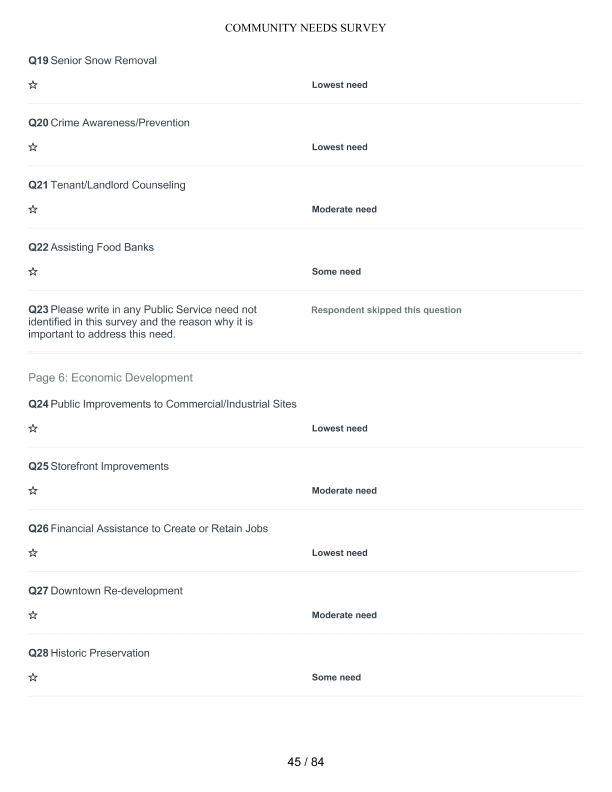 COMMUNITY NEEDS SURVEY
Q19 Senior Snow Removal
☆ Lowest need
Q20 Crime Awareness/Prevention
☆ Lowest need
Q21 Tenant/Landlord Counseling
☆ Moderate need
Q22 Assisting Food Banks
☆ Some need
Q23 Please write in any Public Service need not
identified in this survey and the reason why it is
important to address this need.
Respondent skipped this question
Page 6: Economic Development
Q24 Public Improvements to Commercial/Industrial Sites
☆ Lowest need
Q25 Storefront Improvements
☆ Moderate need
Q26 Financial Assistance to Create or Retain Jobs
☆ Lowest need
Q27 Downtown Re-development
☆ Moderate need
Q28 Historic Preservation
☆ Some need
45 / 84